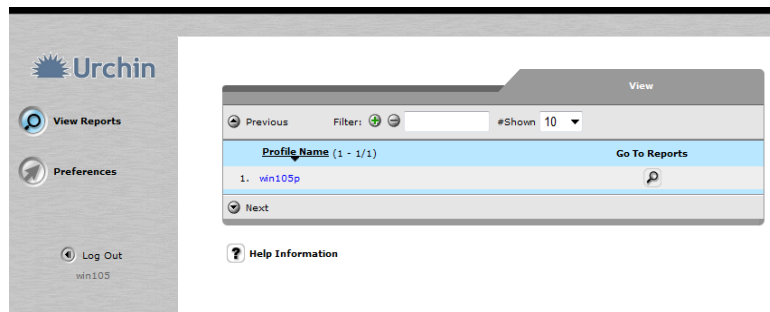 Urchin
View
View Reports
Previous Filter: #Shown 10
Profile Name (1 - 1/1) Go To Reports
Preferences
1. win105p
Next
Log Out
? Help Information
win105